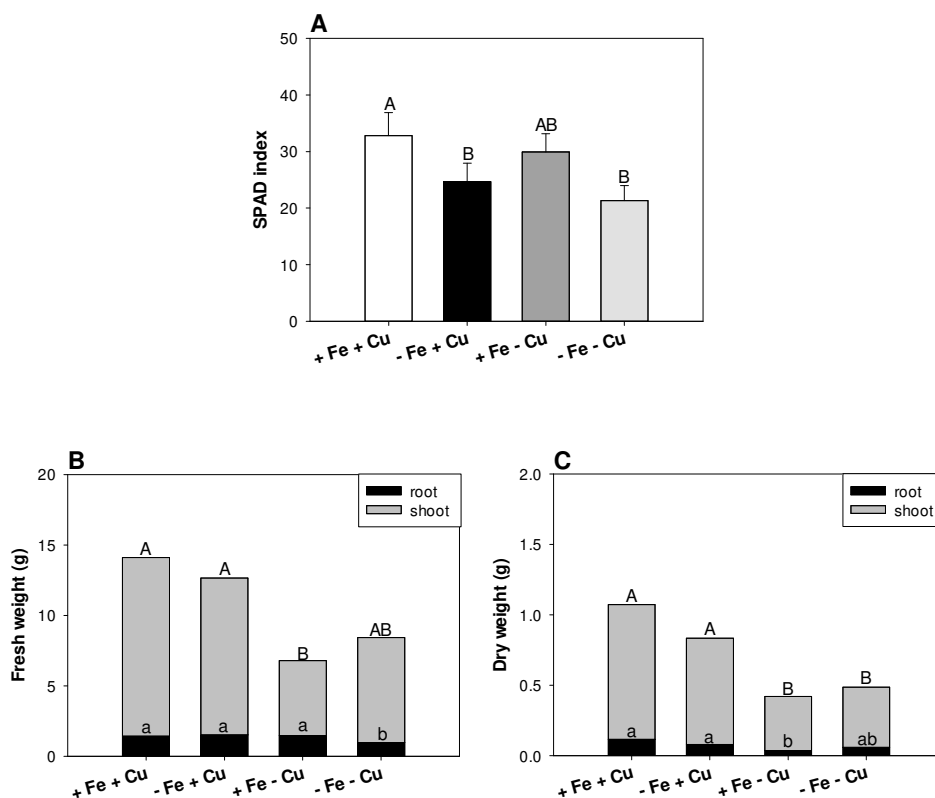 A
50
40
30
20
10
0
SPAD index
A
B
AB
B
+ Fe + Cu
- Fe + Cu
+ Fe - Cu
- Fe - Cu
B
20
15
10
5
0
Fresh weight (g)
root
shoot
A
A
B
AB
a
a
a
b
+ Fe + Cu
- Fe + Cu
+ Fe - Cu
- Fe - Cu
C
2.0
1.5
1.0
0.5
0.0
Dry weight (g)
root
shoot
A
A
B
B
a
a
b
ab
+ Fe + Cu
- Fe + Cu
+ Fe - Cu
- Fe - Cu